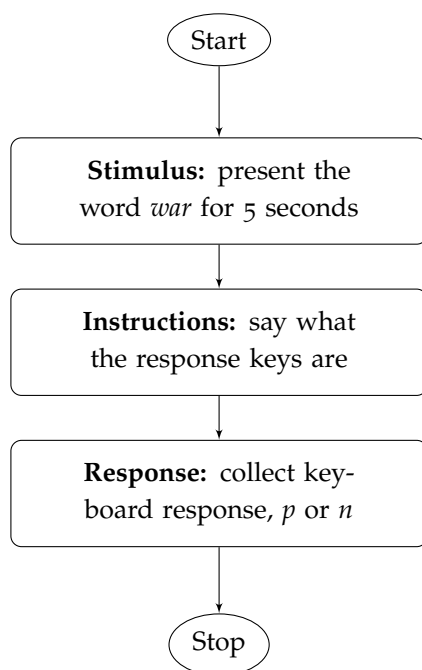 Start
Stimulus: present the
word war for 5 seconds
Instructions: say what
the response keys are
Response: collect key-
board response, p or n
Stop